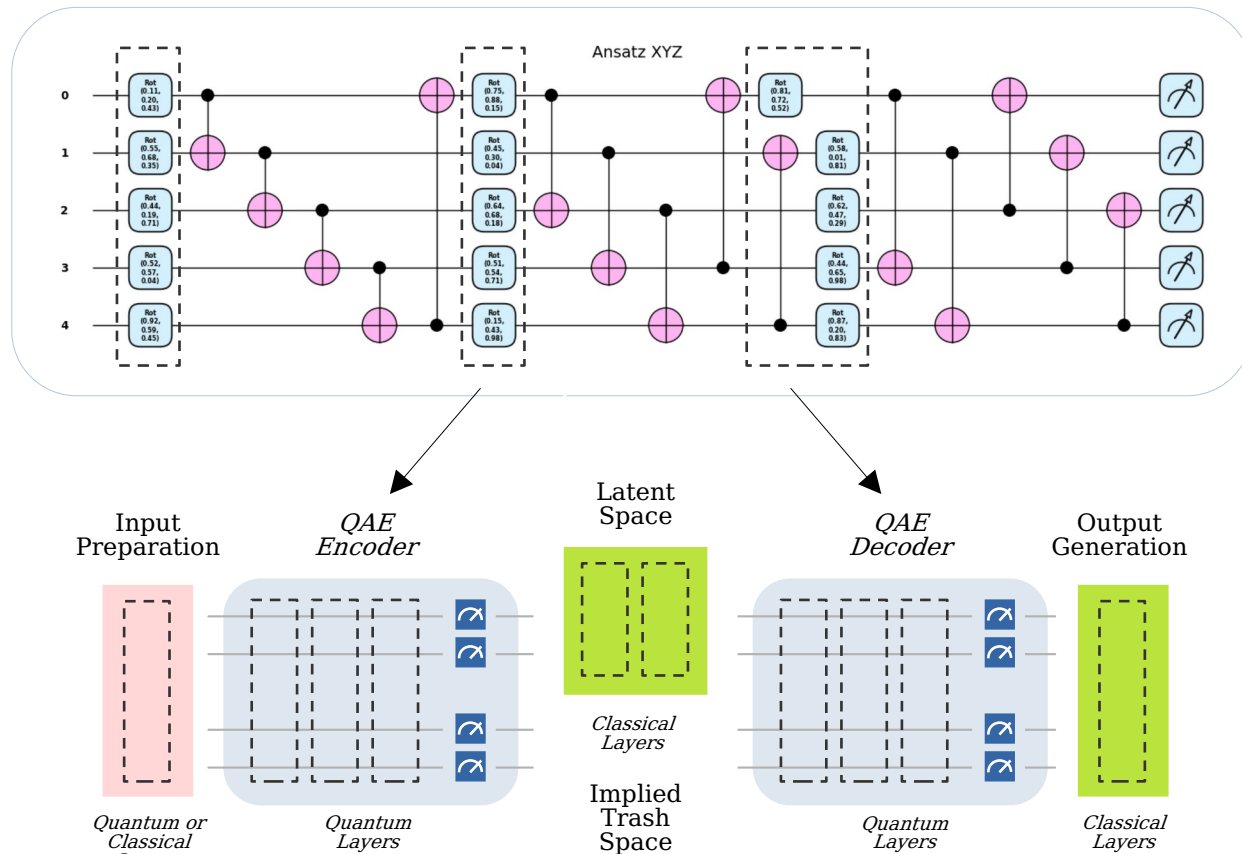 Ansatz XYZ
0
Rot
(0.11,
0.20,
0.43)
Rot
(0.75,
0.88,
0.15)
Rot
(0.81,
0.72,
0.52)
1
Rot
(0.55,
0.68,
0.35)
Rot
(0.45,
0.30,
0.04)
Rot
(0.58,
0.01,
0.81)
2
Rot
(0.44,
0.19,
0.71)
Rot
(0.64,
0.68,
0.18)
Rot
(0.62,
0.47,
0.29)
3
Rot
(0.52,
0.57,
0.04)
Rot
(0.51,
0.54,
0.71)
Rot
(0.44,
0.65,
0.98)
4
Rot
(0.92,
0.59,
0.45)
Rot
(0.15,
0.43,
0.98)
Rot
(0.87,
0.20,
0.83)
Input
Preparation
QAE
Encoder
Latent
Space
QAE
Decoder
Output
Generation
Classical
Layers
Implied
Trash
Space
Quantum or
Classical
Quantum
Layers
Quantum
Layers
Classical
Layers